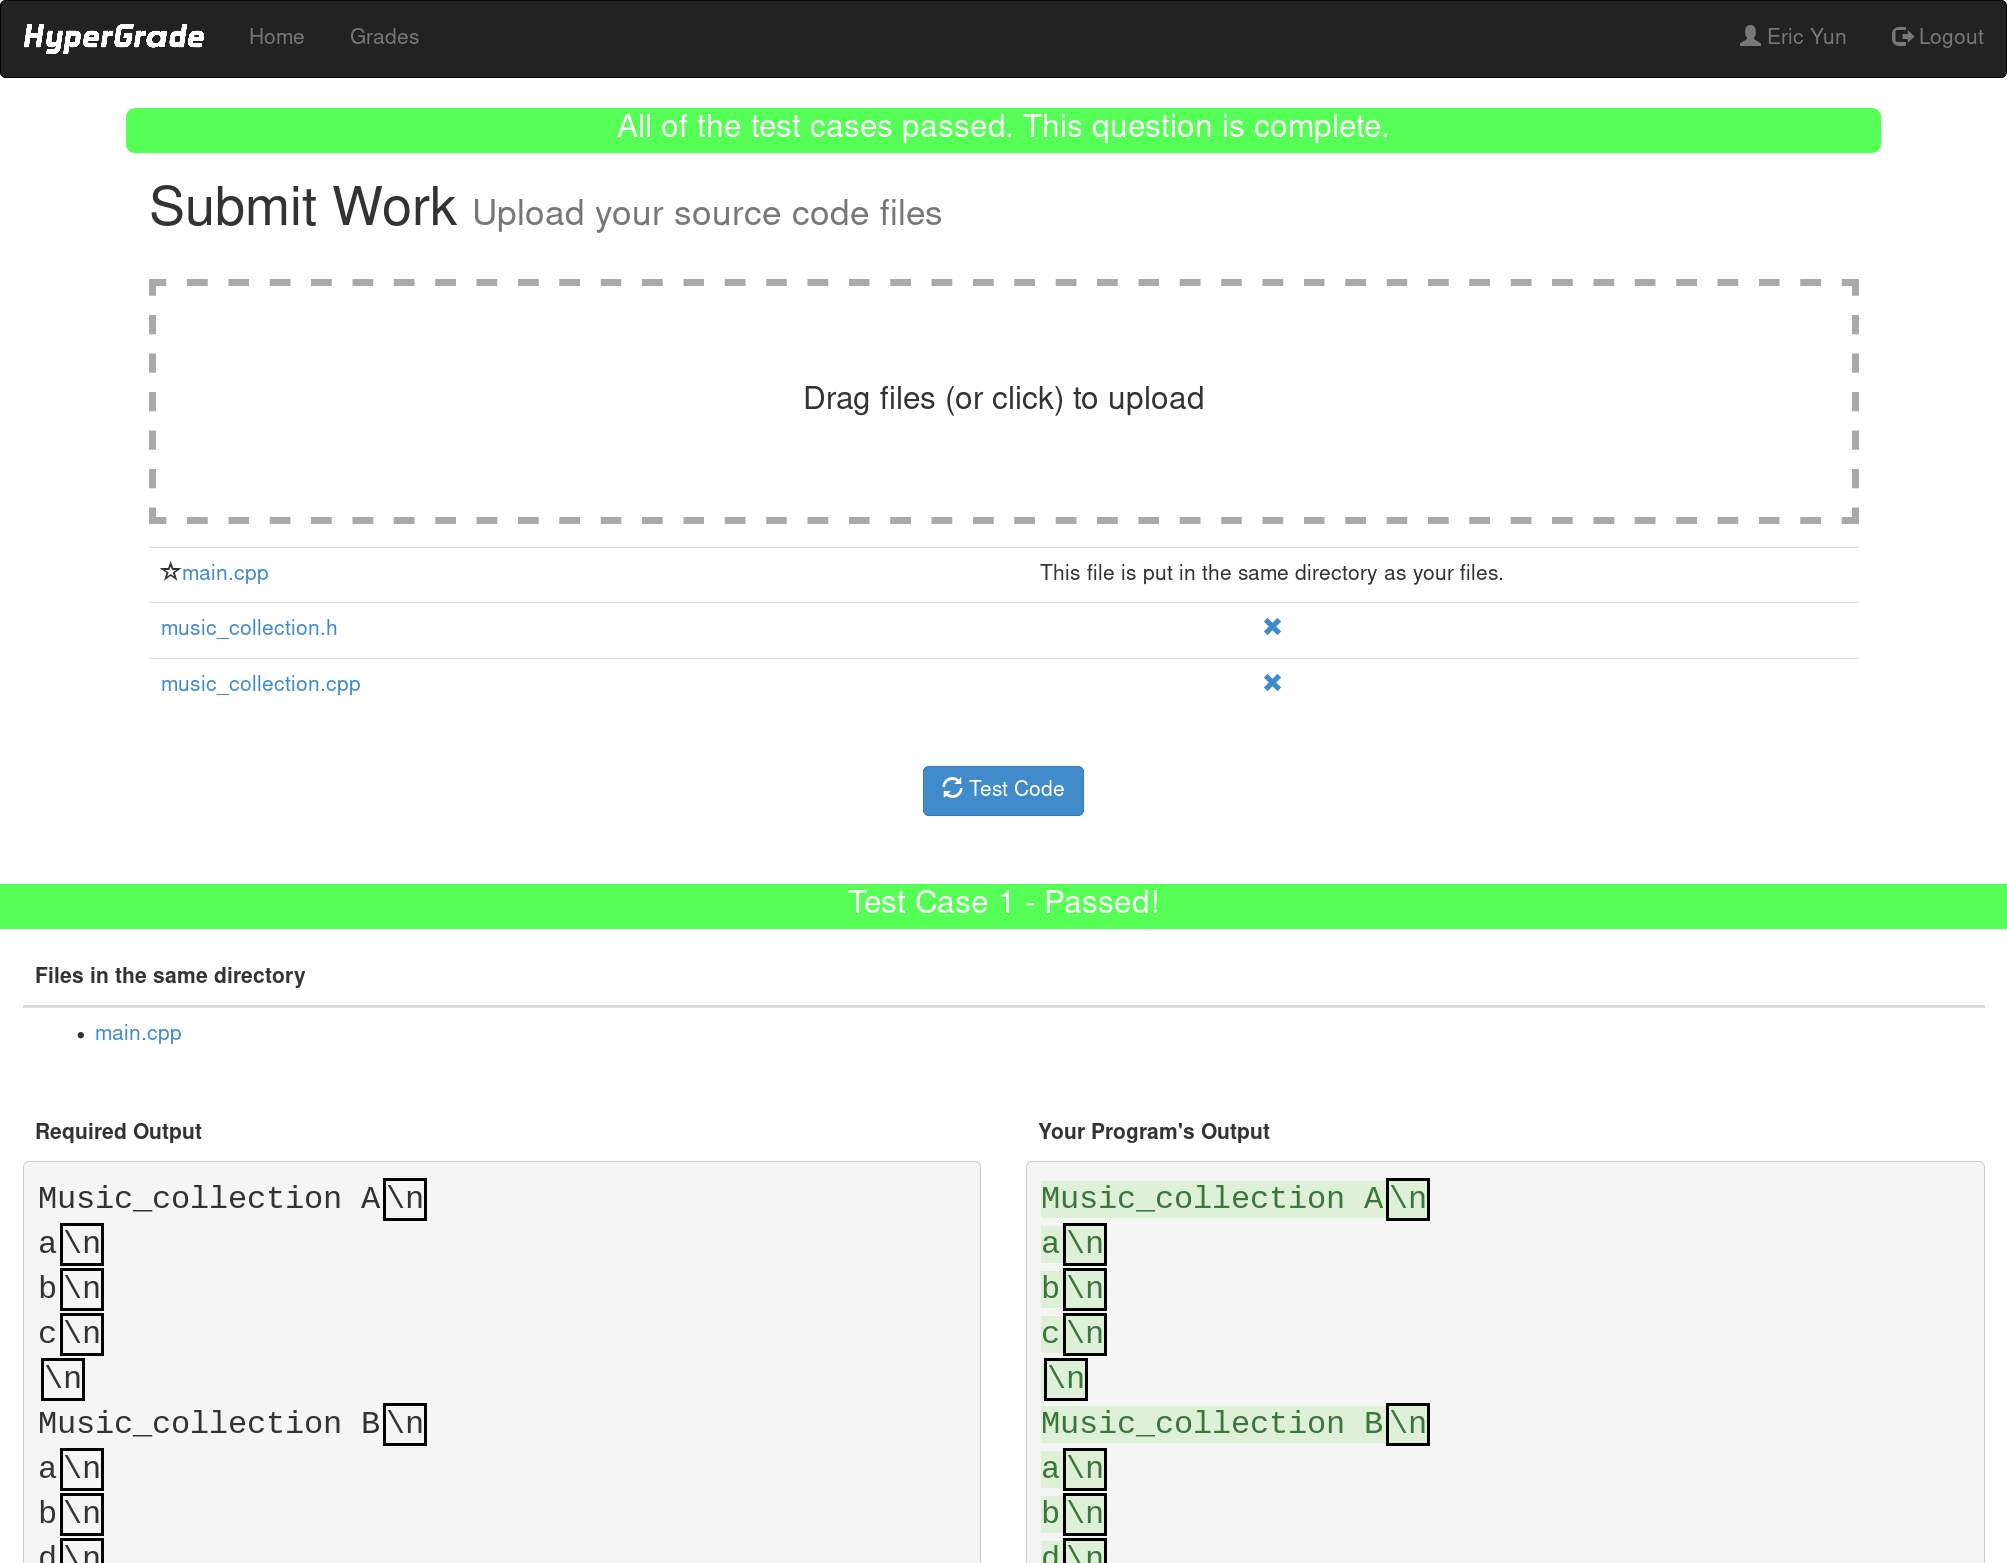 HyperGrade Home Grades Eric Yun Logout
All of the test cases passed. This question is complete.
Submit Work Upload your source code files
Drag files (or click) to upload
☆main.cpp This file is put in the same directory as your files.
music_collection.h ✖
music_collection.cpp ✖
Test Code
Test Case 1 - Passed!
Files in the same directory
• main.cpp
Required Output
Music_collection A\n
a\n
b\n
c\n
\n
Music_collection B\n
a\n
b\n
d\n
Your Program's Output
Music_collection A\n
a\n
b\n
c\n
\n
Music_collection B\n
a\n
b\n
d\n